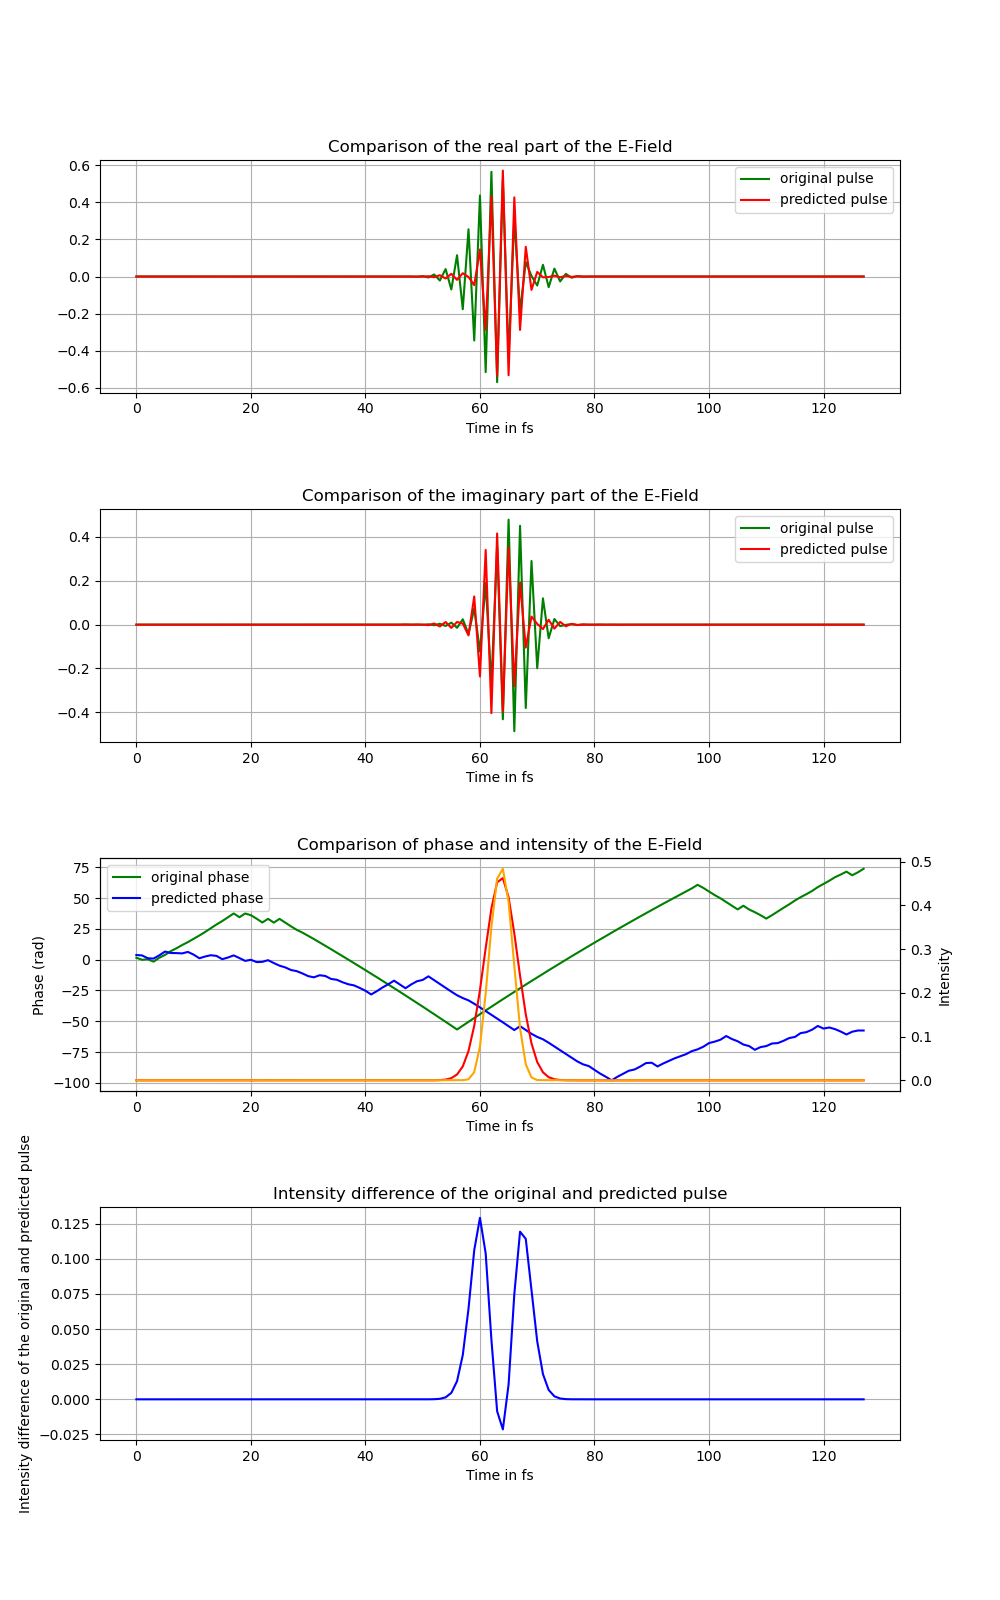 Comparison of the real part of the E-Field
0.6
0.4
0.2
0.0
−0.2
−0.4
−0.6
original pulse
predicted pulse
0 20 40 60 80 100 120
Time in fs
Comparison of the imaginary part of the E-Field
0.4
0.2
0.0
−0.2
−0.4
original pulse
predicted pulse
0 20 40 60 80 100 120
Time in fs
Comparison of phase and intensity of the E-Field
Phase (rad)
75
50
25
0
−25
−50
−75
−100
original phase
predicted phase
0.5
0.4
0.3
0.2
0.1
0.0
Intensity
0 20 40 60 80 100 120
Time in fs
Intensity difference of the original and predicted pulse
Intensity difference of the original and predicted pulse
0.125
0.100
0.075
0.050
0.025
0.000
−0.025
0 20 40 60 80 100 120
Time in fs